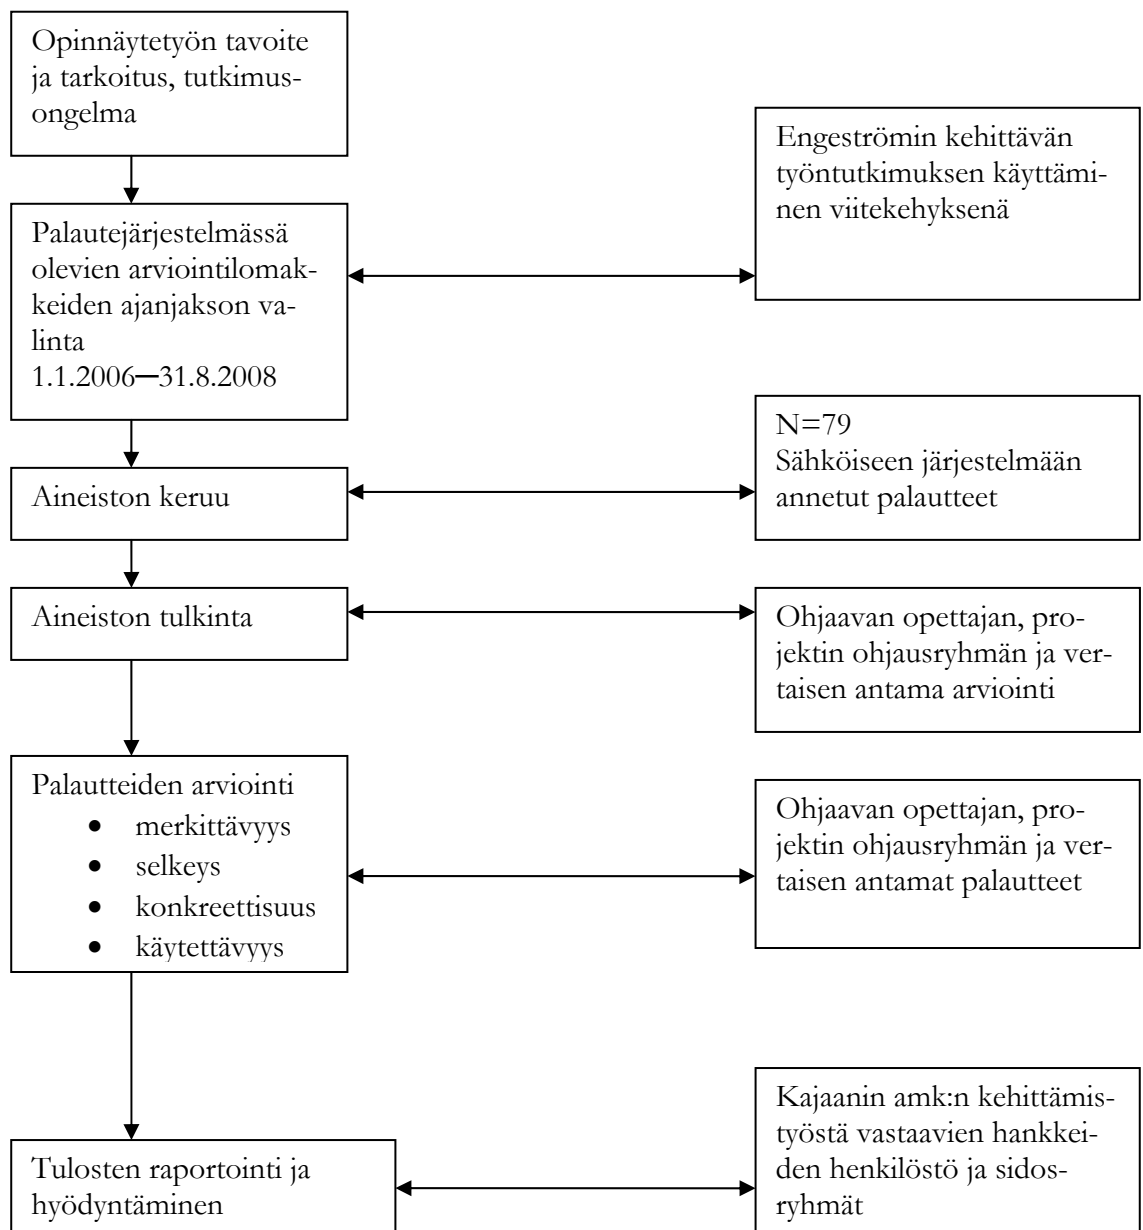 Opinnäytetyön tavoite
ja tarkoitus, tutkimus-
ongelma
Engeströmin kehittävän
työntutkimuksen käyttämi-
nen viitekehyksenä
Palautejärjestelmässä
olevien arviointilomak-
keiden ajanjakson va-
linta
1.1.2006─31.8.2008
N=79
Sähköiseen järjestelmään
annetut palautteet
Aineiston keruu
Aineiston tulkinta
Ohjaavan opettajan, pro-
jektin ohjausryhmän ja ver-
taisen antama arviointi
Palautteiden arviointi
• merkittävyys
• selkeys
• konkreettisuus
• käytettävyys
Ohjaavan opettajan, pro-
jektin ohjausryhmän ja ver-
taisen antamat palautteet
Tulosten raportointi ja
hyödyntäminen
Kajaanin amk:n kehittämis-
työstä vastaavien hankkei-
den henkilöstö ja sidos-
ryhmät